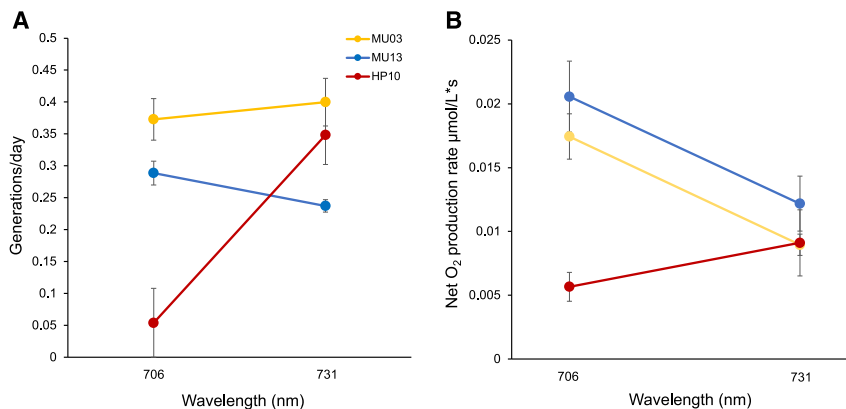 A
0.5
0.45
0.4
0.35
0.3
0.25
0.2
0.15
0.1
0.05
0
Generations/day
706
731
Wavelength (nm)
MU03
MU13
HP10
B
0.025
0.02
0.015
0.01
0.005
0
Net O₂ production rate μmol/L*s
706
731
Wavelength (nm)